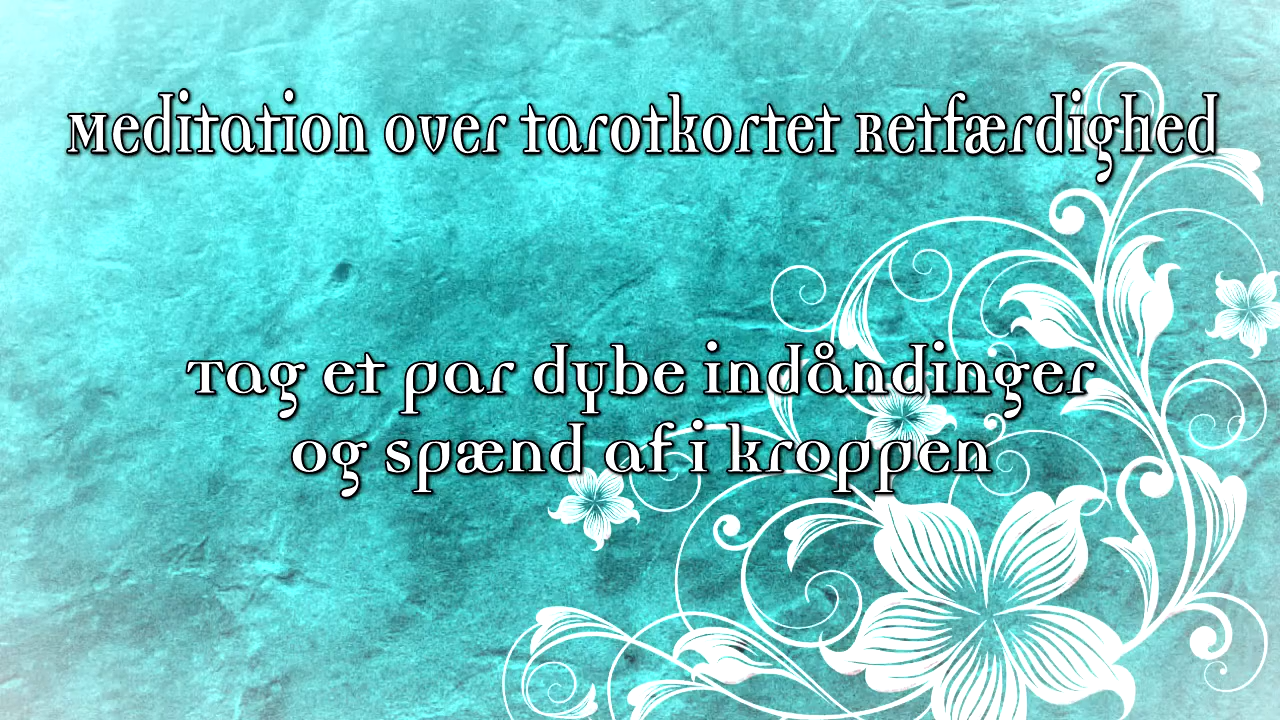 Meditation over tarotkortet Retfærdighed
Tag et par dybe indåndinger
og spænd af i kroppen